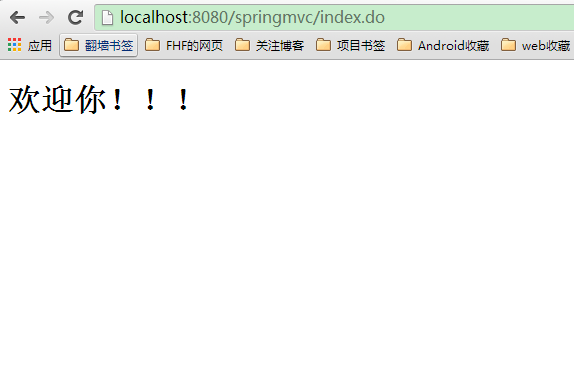 localhost:8080/springmvc/index.do
应用 翻墙书签 FHF的网页 关注博客 项目书签 Android收藏 web收藏
欢迎你！！！